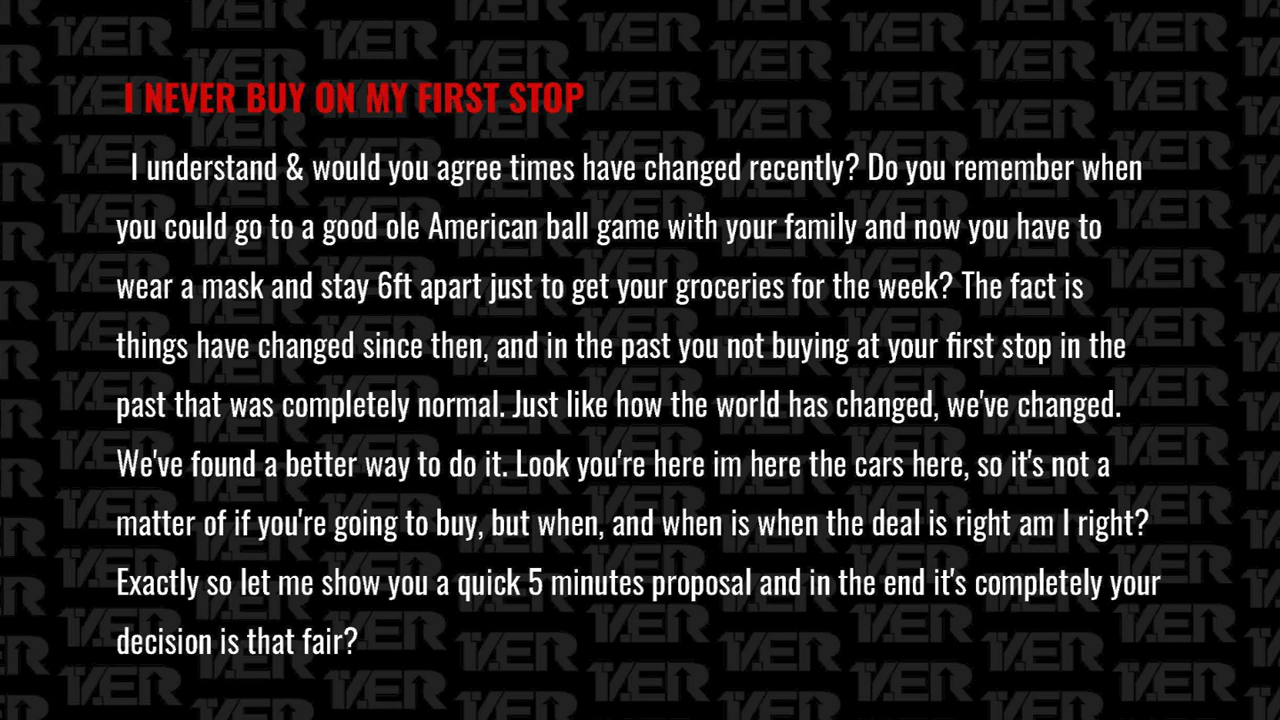 I NEVER BUY ON MY FIRST STOP
I understand & would you agree times have changed recently? Do you remember when
you could go to a good ole American ball game with your family and now you have to
wear a mask and stay 6ft apart just to get your groceries for the week? The fact is
things have changed since then, and in the past you not buying at your first stop in the
past that was completely normal. Just like how the world has changed, we've changed.
We've found a better way to do it. Look you're here im here the cars here, so it's not a
matter of if you're going to buy, but when, and when is when the deal is right am I right?
Exactly so let me show you a quick 5 minutes proposal and in the end it's completely your
decision is that fair?